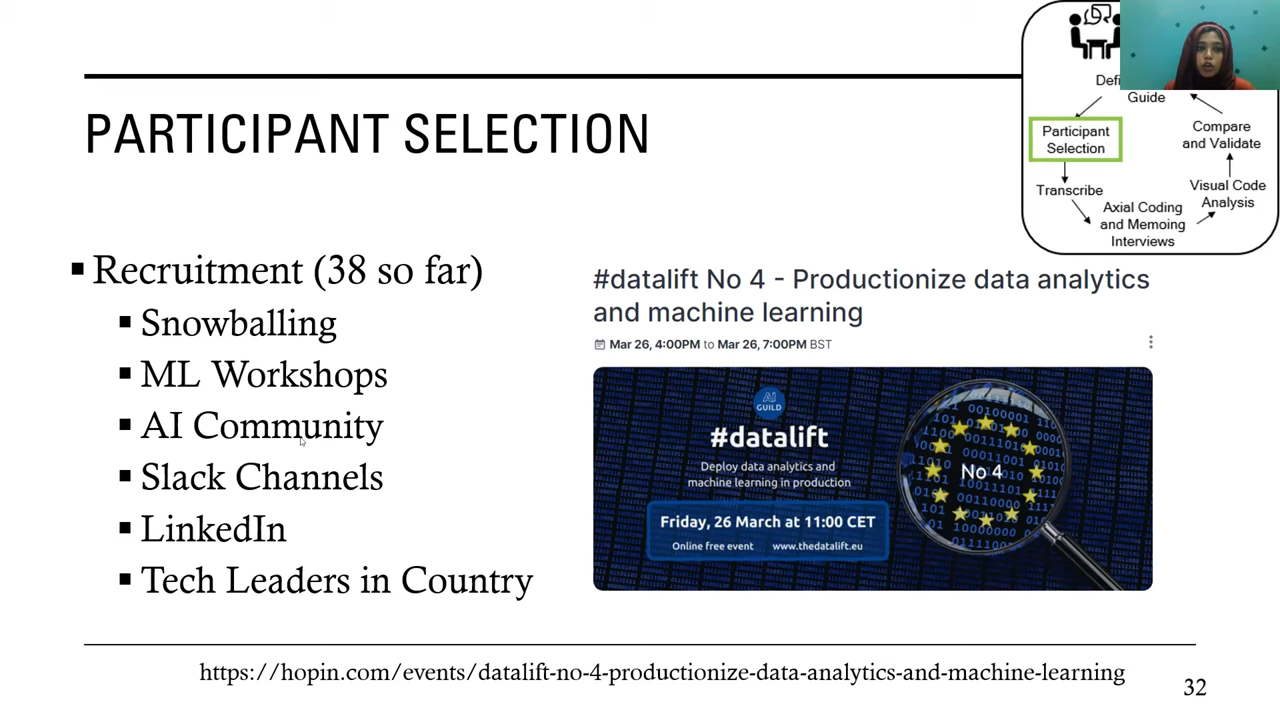 PARTICIPANT SELECTION
Recruitment (38 so far)
Snowballing
ML Workshops
AI Community
Slack Channels
LinkedIn
Tech Leaders in Country
Guide
Participant
Selection
Transcribe
Axial Coding
and Memoing
Interviews
Visual Code
Analysis
Compare
and Validate
#datalift No 4 - Productionize data analytics
and machine learning
Mar 26, 4:00PM to Mar 26, 7:00PM BST
AI
GUILD
#datalift
Deploy data analytics and
machine learning in production
Friday, 26 March at 11:00 CET
Online free event www.thedatalift.eu
No 4
https://hopin.com/events/datalift-no-4-productionize-data-analytics-and-machine-learning
32